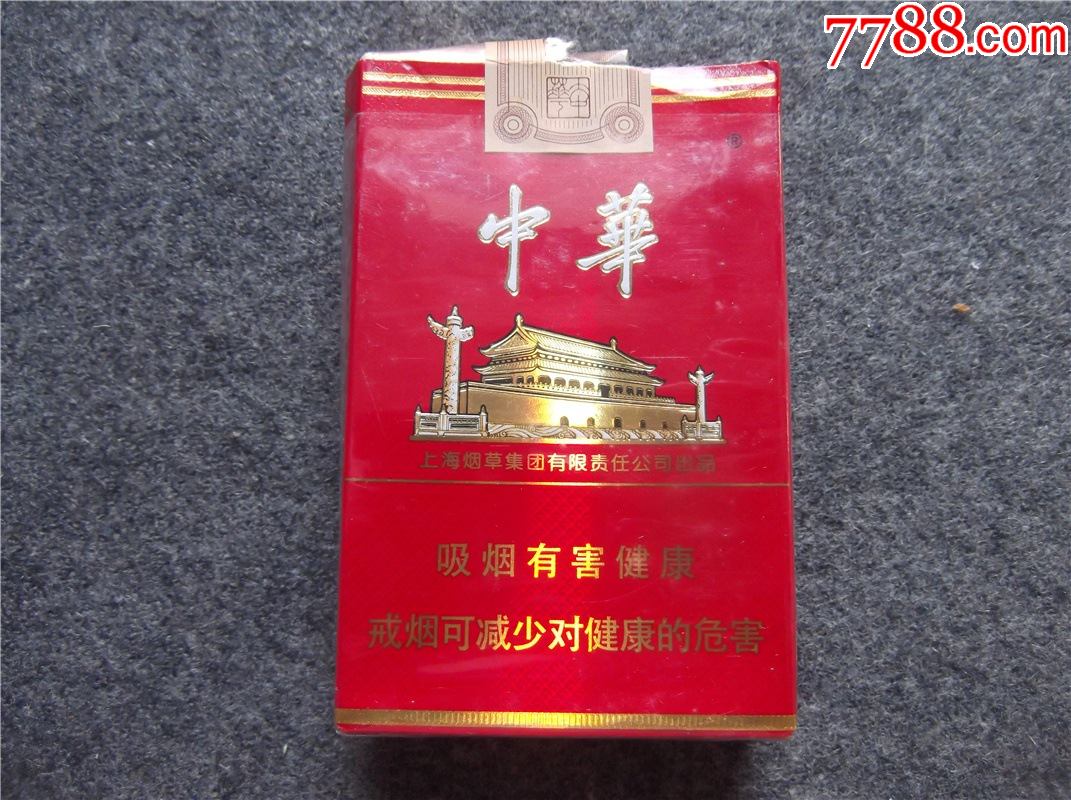 7788.com
®
中華
上海烟草集团有限责任公司出品
吸烟有害健康
戒烟可减少对健康的危害